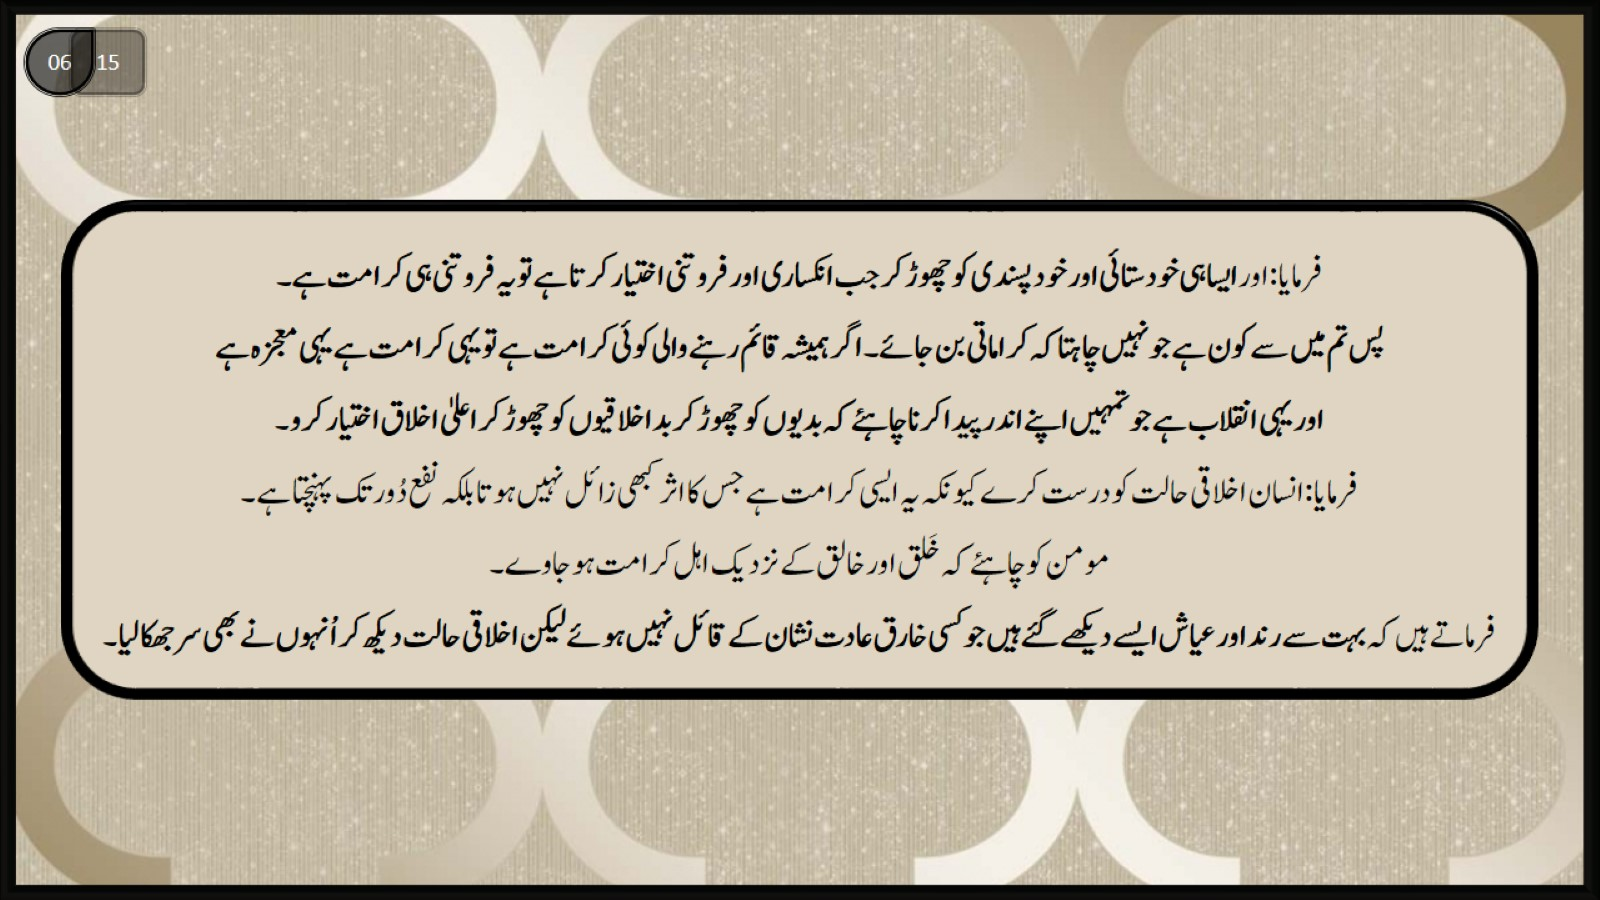 06 15
فرمایا: اور ایسا ہی خود ستائی اور خود پسندی کو چھوڑ کر جب انکساری اور فروتنی اختیار کرتا ہے تو یہ فروتنی ہی کرامت ہے۔
پس تم میں سے کون ہے جو نہیں چاہتا کہ کراماتی بن جائے۔ اگر ہمیشہ قائم رہنے والی کوئی کرامت ہے تو یہی کرامت ہے یہی معجزہ ہے
اور یہی انقلاب ہے جو تمہیں اپنے اندر پیدا کرنا چاہئے کہ بدیوں کو چھوڑ کر بداخلاقیوں کو چھوڑ کر اعلیٰ اخلاق اختیار کرو۔
فرمایا: انسان اخلاقی حالت کو درست کرے کیونکہ یہ ایسی کرامت ہے جس کا اثر کبھی زائل نہیں ہوتا بلکہ نفع دُور تک پہنچتا ہے۔
مومن کو چاہئے کہ خَلق اور خالق کے نزدیک اہل کرامت ہو جاوے۔
فرماتے ہیں کہ بہت سے رند اور عیاش ایسے دیکھے گئے ہیں جو کسی خارق عادت نشان کے قائل نہیں ہوئے لیکن اخلاقی حالت دیکھ کر اُنہوں نے بھی سر جھکا لیا۔